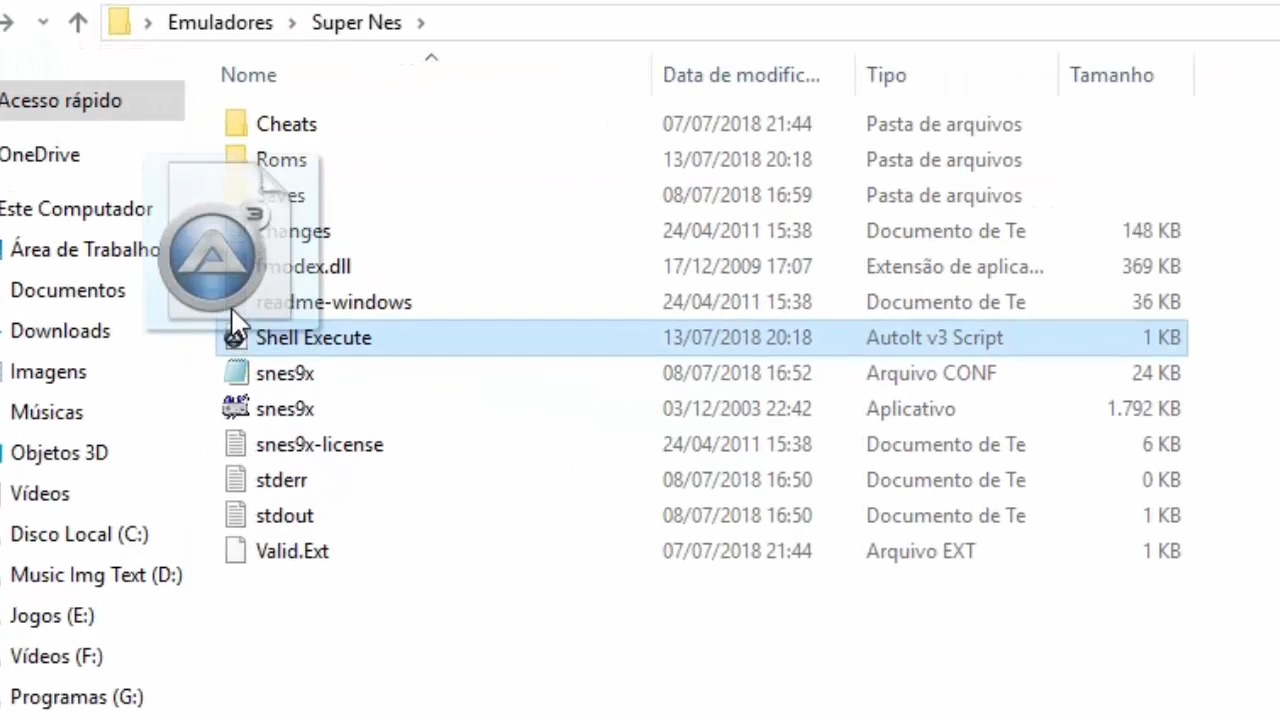 Emuladores > Super Nes >
Nome Data de modific... Tipo Tamanho
Acesso rápido
OneDrive
Este Computador
Área de Trabalho
Documentos
Downloads
Imagens
Músicas
Objetos 3D
Vídeos
Disco Local (C:)
Music Img Text (D:)
Jogos (E:)
Vídeos (F:)
Programas (G:)
Cheats 07/07/2018 21:44 Pasta de arquivos
Roms 13/07/2018 20:18 Pasta de arquivos
08/07/2018 16:59 Pasta de arquivos
24/04/2011 15:38 Documento de Te 148 KB
fmodex.dll 17/12/2009 17:07 Extensão de aplica... 369 KB
readme-windows 24/04/2011 15:38 Documento de Te 36 KB
3
Shell Execute 13/07/2018 20:18 AutoIt v3 Script 1 KB
snes9x 08/07/2018 16:52 Arquivo CONF 24 KB
snes9x 03/12/2003 22:42 Aplicativo 1.792 KB
snes9x-license 24/04/2011 15:38 Documento de Te 6 KB
stderr 08/07/2018 16:50 Documento de Te 0 KB
stdout 08/07/2018 16:50 Documento de Te 1 KB
Valid.Ext 07/07/2018 21:44 Arquivo EXT 1 KB